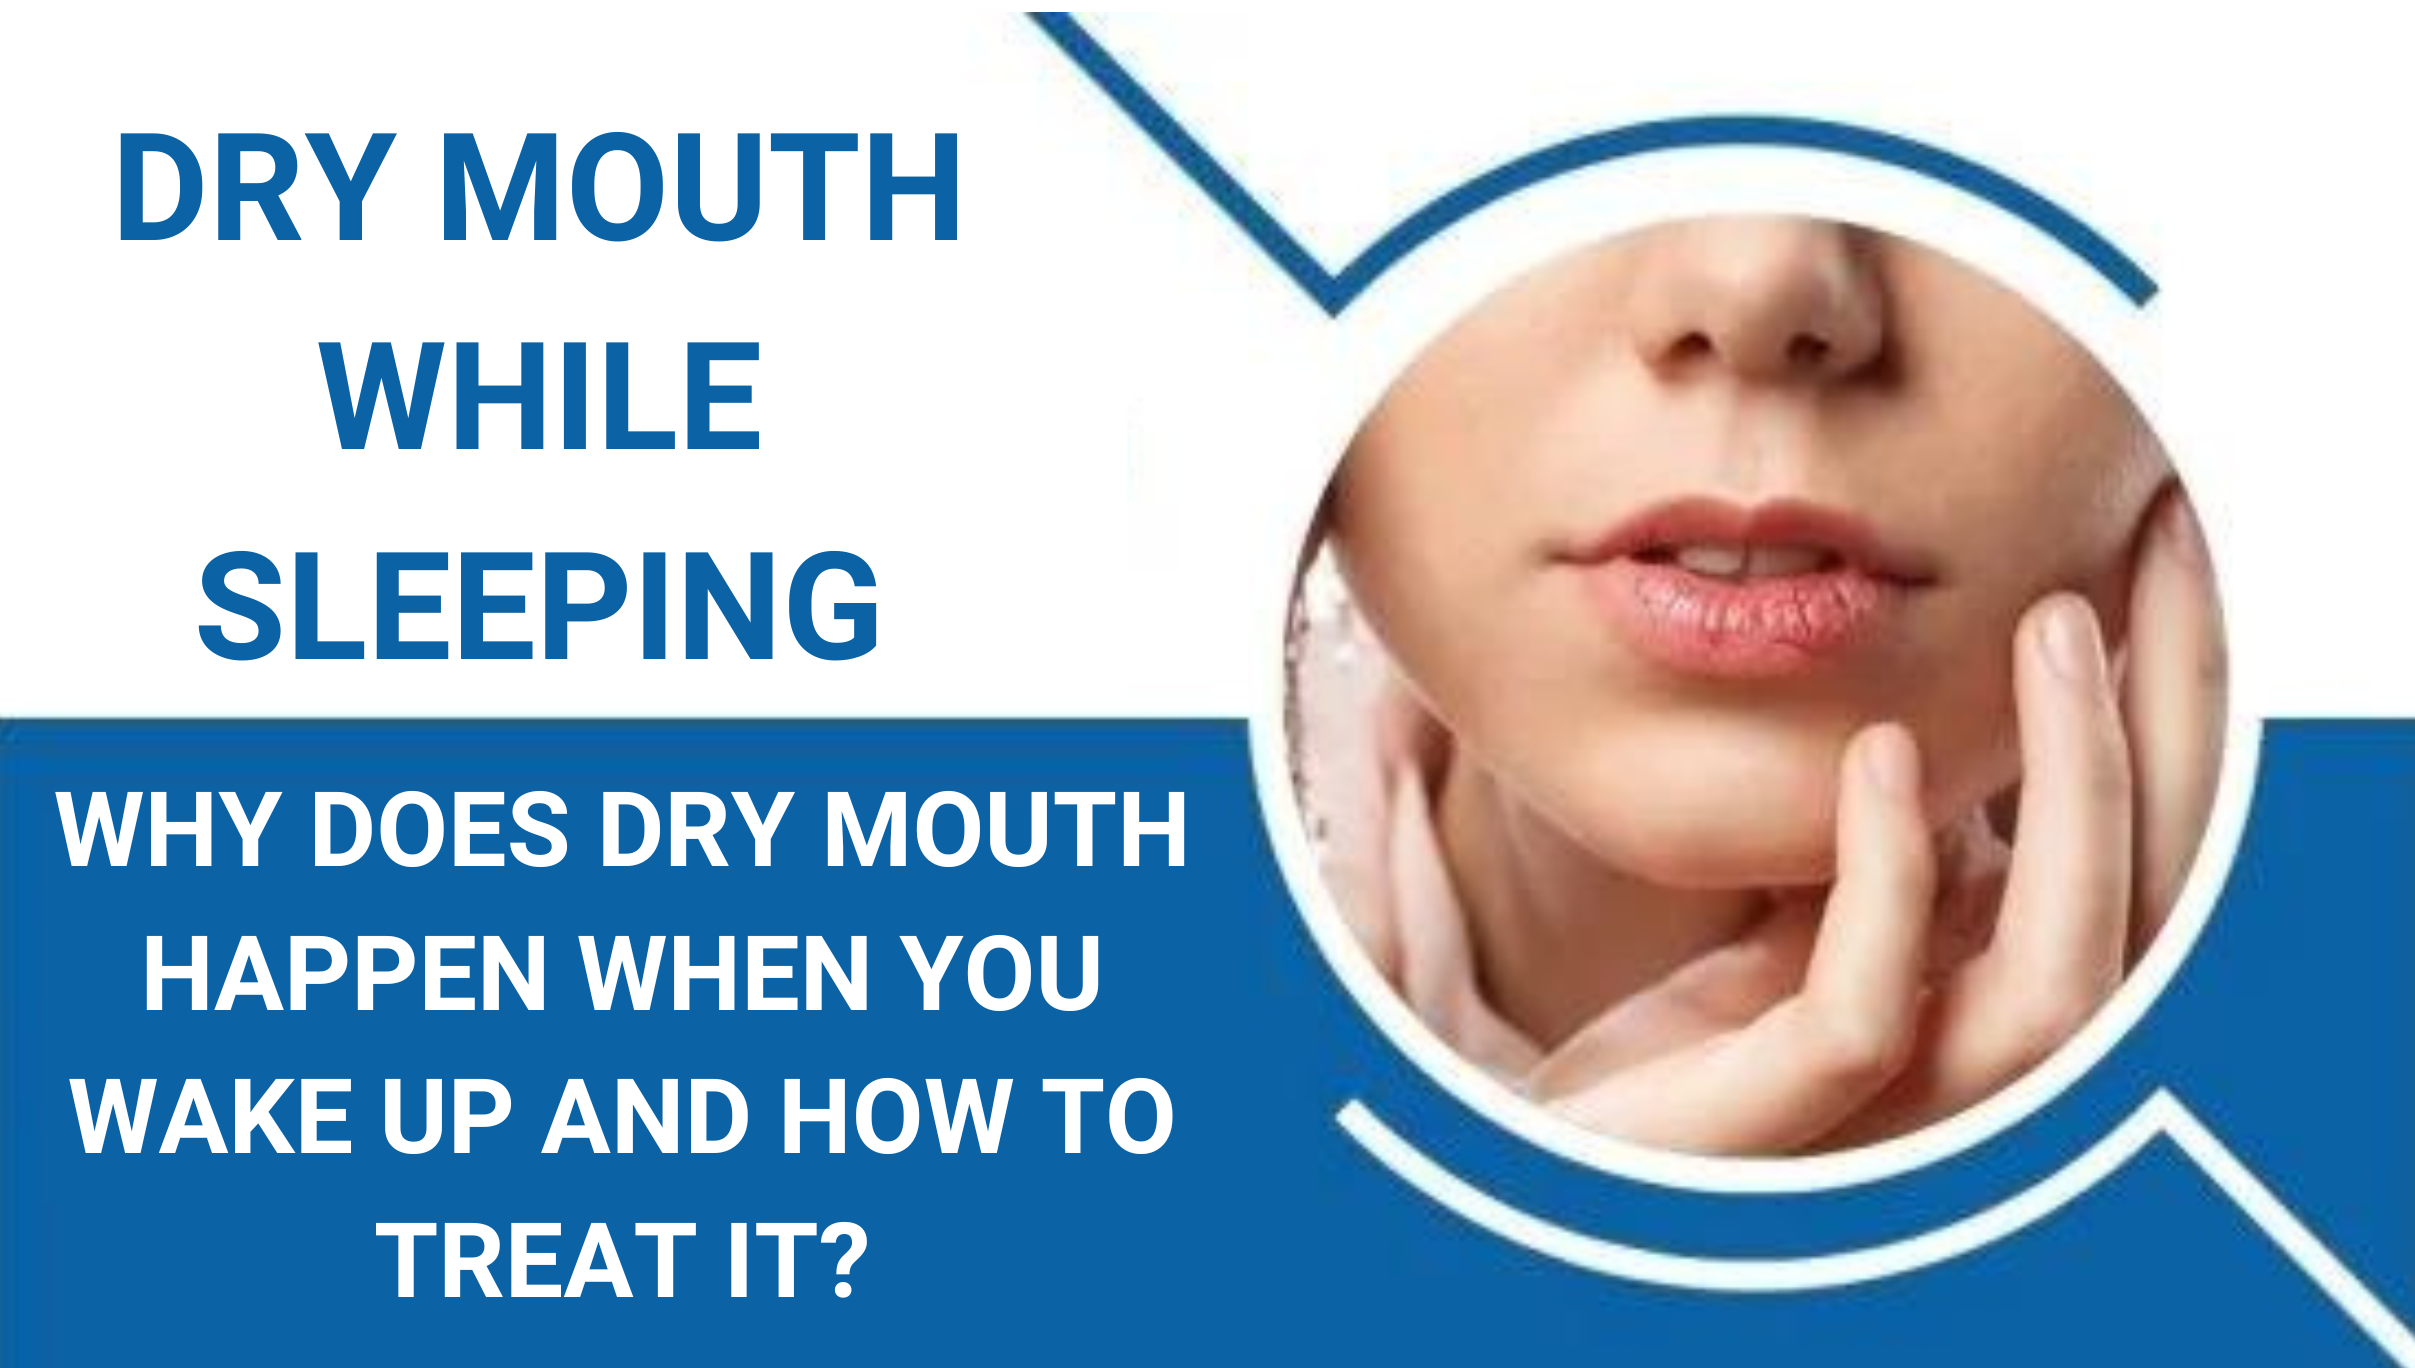 DRY MOUTH
WHILE
SLEEPING
WHY DOES DRY MOUTH
HAPPEN WHEN YOU
WAKE UP AND HOW TO
TREAT IT?